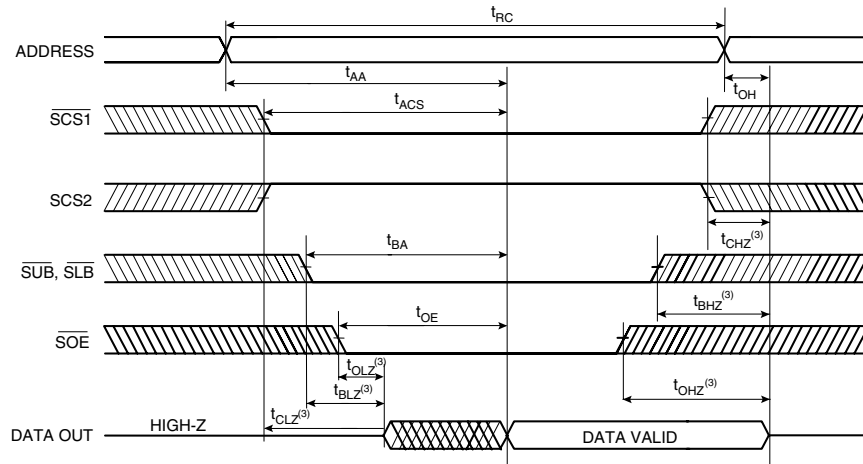 tRC
ADDRESS
tAA
tOH
SCS1
tACS
SCS2
tCHZ(3)
tBA
SUB, SLB
tBHZ(3)
tOE
SOE
tOLZ(3)
tOHZ(3)
tBLZ(3)
tCLZ(3)
HIGH-Z
DATA OUT
DATA VALID